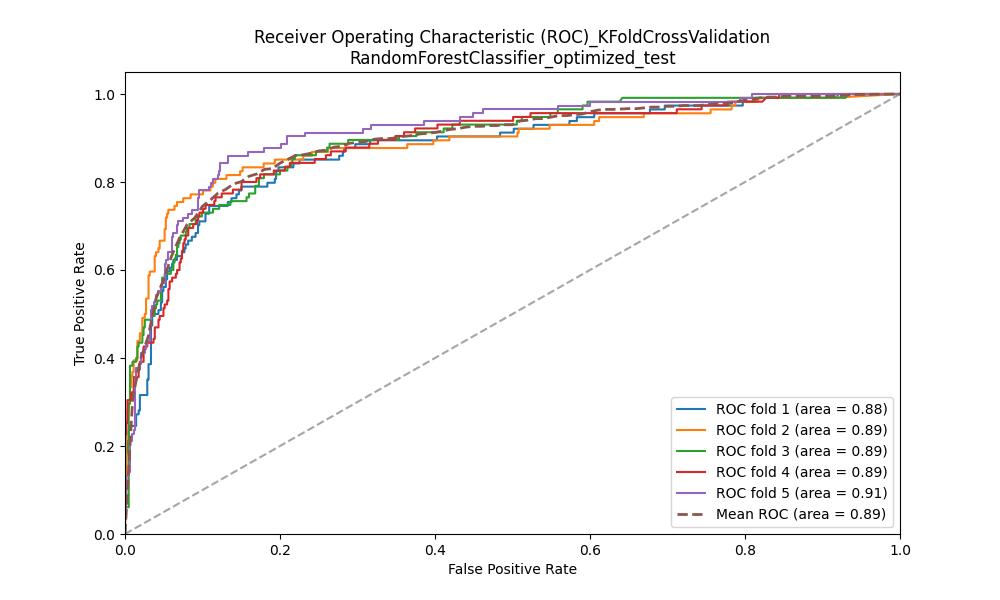 Receiver Operating Characteristic (ROC)_KFoldCrossValidation
RandomForestClassifier_optimized_test
True Positive Rate
1.0
0.8
0.6
0.4
0.2
0.0
ROC fold 1 (area = 0.88)
ROC fold 2 (area = 0.89)
ROC fold 3 (area = 0.89)
ROC fold 4 (area = 0.89)
ROC fold 5 (area = 0.91)
Mean ROC (area = 0.89)
0.0 0.2 0.4 0.6 0.8 1.0
False Positive Rate